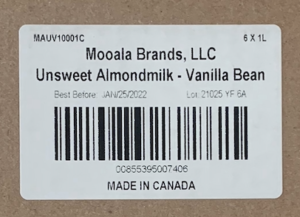 MAUV10001C 6 X 1L
Mooala Brands, LLC
Unsweet Almondmilk - Vanilla Bean
Best Before: JAN/25/2022 Lot: 21025 YF 6A
00855395007406
MADE IN CANADA